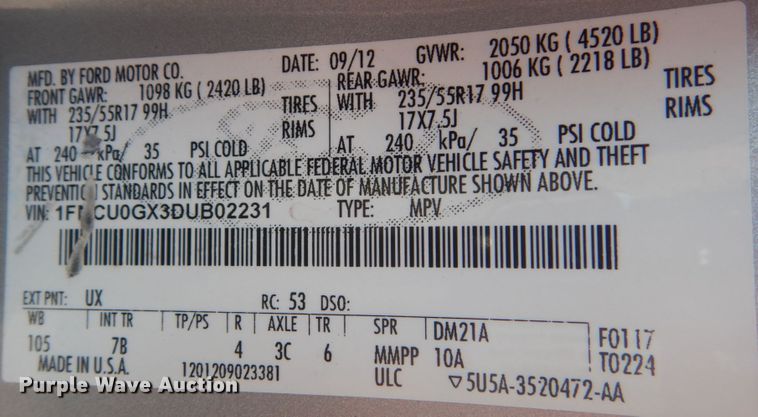 MFD. BY FORD MOTOR CO. DATE: 09/12 GVWR: 2050 KG ( 4520 LB)
FRONT GAWR: 1098 KG ( 2420 LB) REAR GAWR: 1006 KG ( 2218 LB)
WITH 235/55R17 99H TIRES WITH 235/55R17 99H TIRES
17X7.5J RIMS 17X7.5J RIMS
AT 240 kPa/ 35 PSI COLD AT 240 kPa/ 35 PSI COLD
THIS VEHICLE CONFORMS TO ALL APPLICABLE FEDERAL MOTOR VEHICLE SAFETY AND THEFT
PREVENTION STANDARDS IN EFFECT ON THE DATE OF MANUFACTURE SHOWN ABOVE.
VIN: CU0GX3DUB02231 TYPE: MPV
EXT PNT: UX RC: 53 DSO:
WB INT TR TP/PS R AXLE TR SPR DM21A F0117
105 7B 4 3C 6 MMPP 10A T0224
MADE IN U.S.A. 1201209023381 ULC ▽5U5A-3520472-AA
Purple Wave Auction